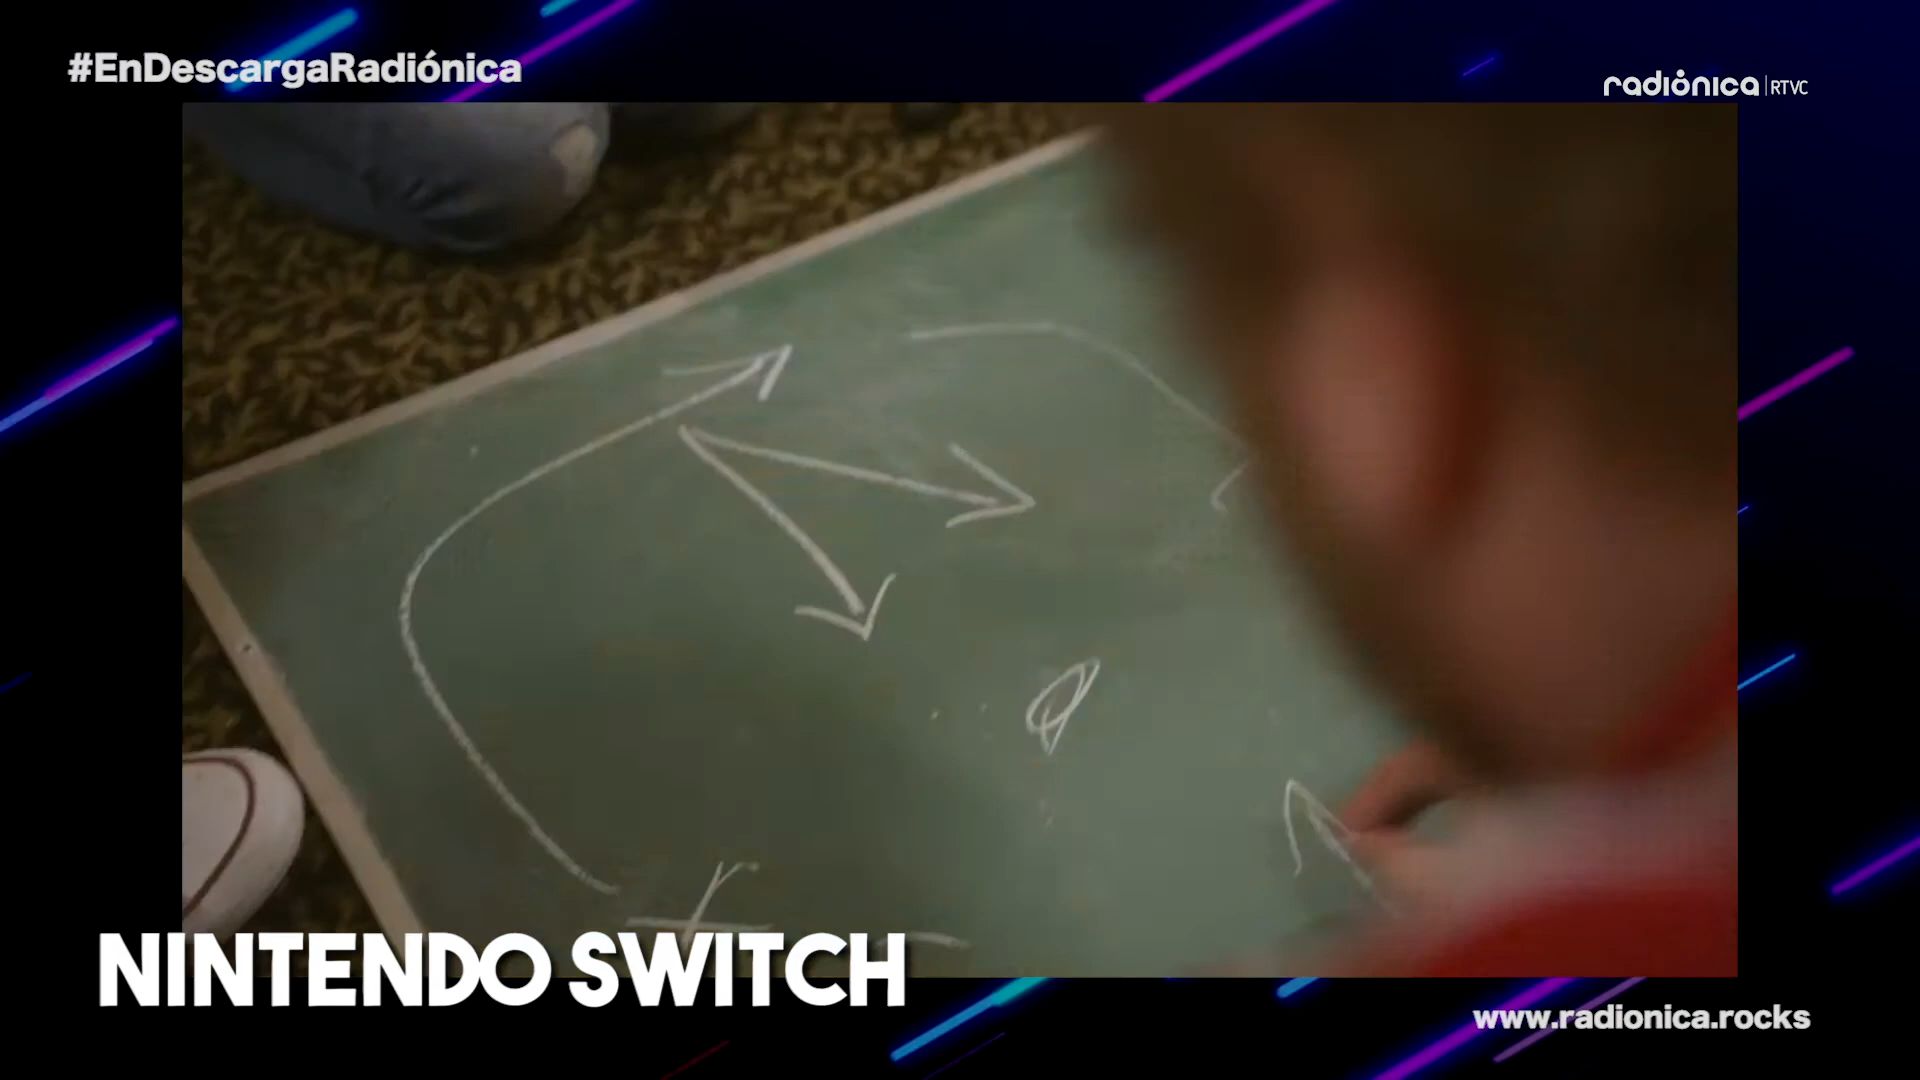 #EnDescargaRadiónica
radiónica | RTVC
NINTENDO SWITCH
www.radionica.rocks